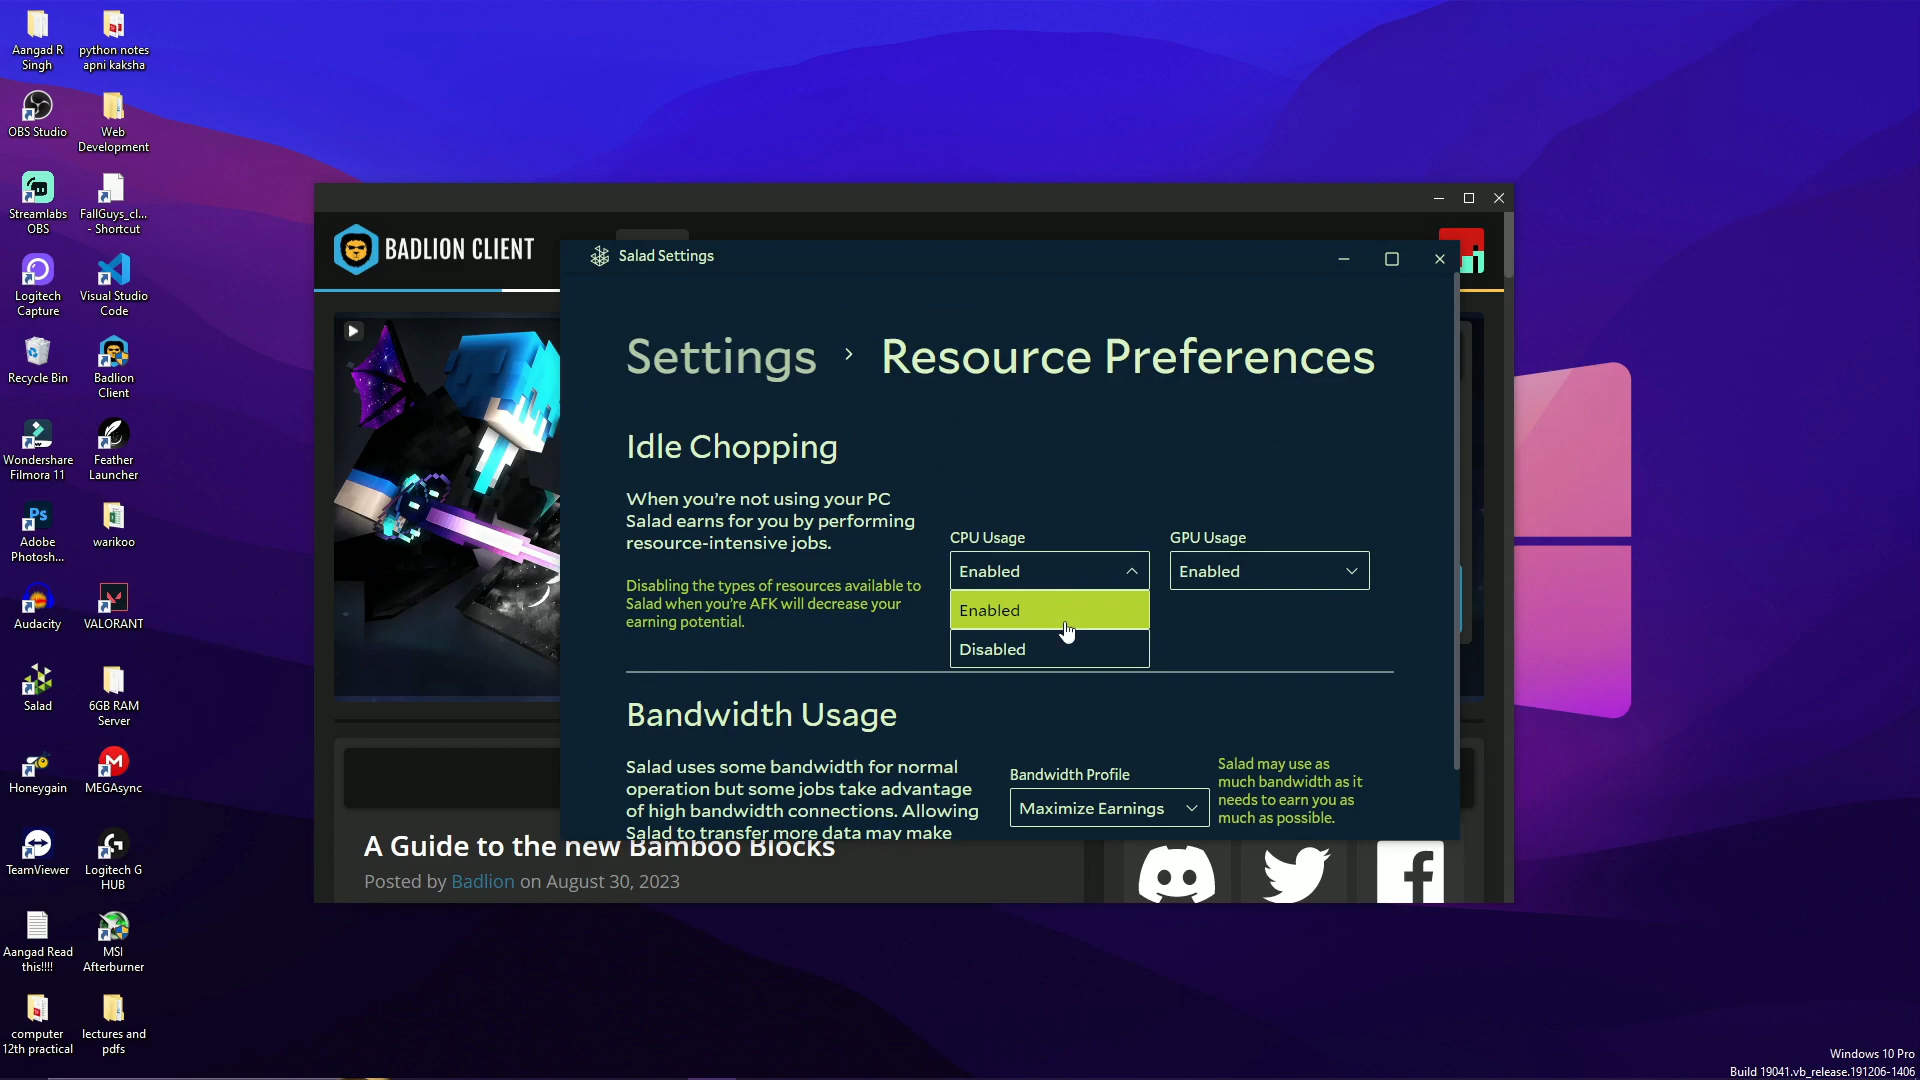 Aangad R
Singh
python notes
apni kaksha
OBS Studio
Web
Development
Streamlabs
OBS
FallGuys_cl...
- Shortcut
Logitech
Capture
Visual Studio
Code
Recycle Bin
Badlion
Client
Wondershare
Filmora 11
Feather
Launcher
Ps
Adobe
Photosh...
warikoo
Audacity
VALORANT
Salad
6GB RAM
Server
Honeygain
MEGAsync
TeamViewer
Logitech G
HUB
Aangad Read
this!!!!
MSI
Afterburner
computer
12th practical
lectures and
pdfs
BADLION CLIENT
Salad Settings
Settings › Resource Preferences
Idle Chopping
When you're not using your PC
Salad earns for you by performing
resource-intensive jobs.
Disabling the types of resources available to
Salad when you're AFK will decrease your
earning potential.
CPU Usage
Enabled
Enabled
Disabled
GPU Usage
Enabled
Bandwidth Usage
Salad uses some bandwidth for normal
operation but some jobs take advantage
of high bandwidth connections. Allowing
Salad to transfer more data may make
Bandwidth Profile
Maximize Earnings
Salad may use as
much bandwidth as it
needs to earn you as
much as possible.
A Guide to the new Bamboo Blocks
Posted by Badlion on August 30, 2023
Windows 10 Pro
Build 19041.vb_release.191206-1406